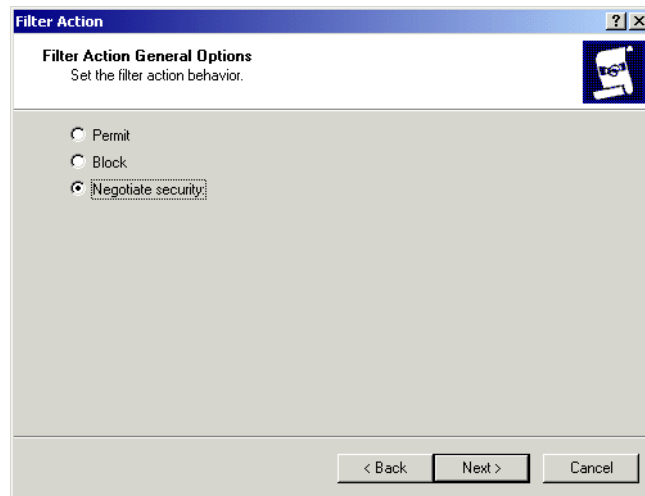 Filter Action
Filter Action General Options
Set the filter action behavior.
Permit
Block
Negotiate security:
< Back
Next >
Cancel